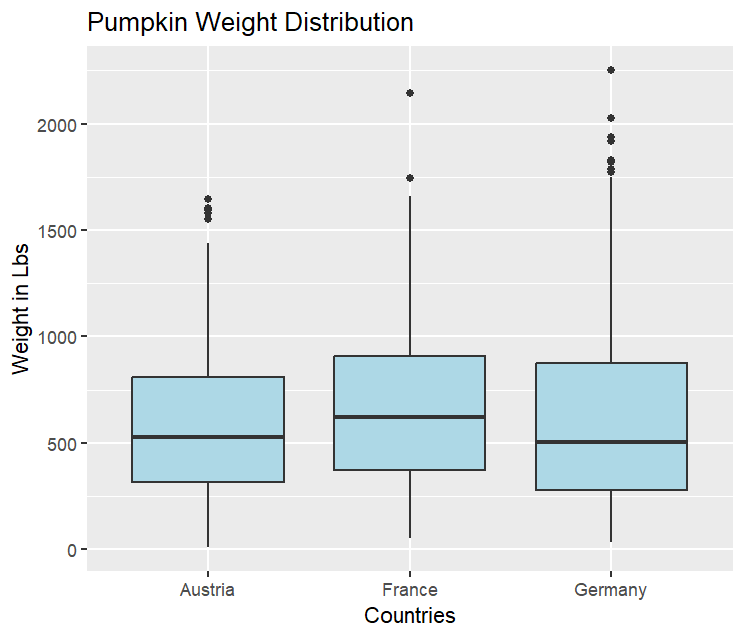 Pumpkin Weight Distribution
Weight in Lbs
2000
1500
1000
500
0
Austria
France
Germany
Countries